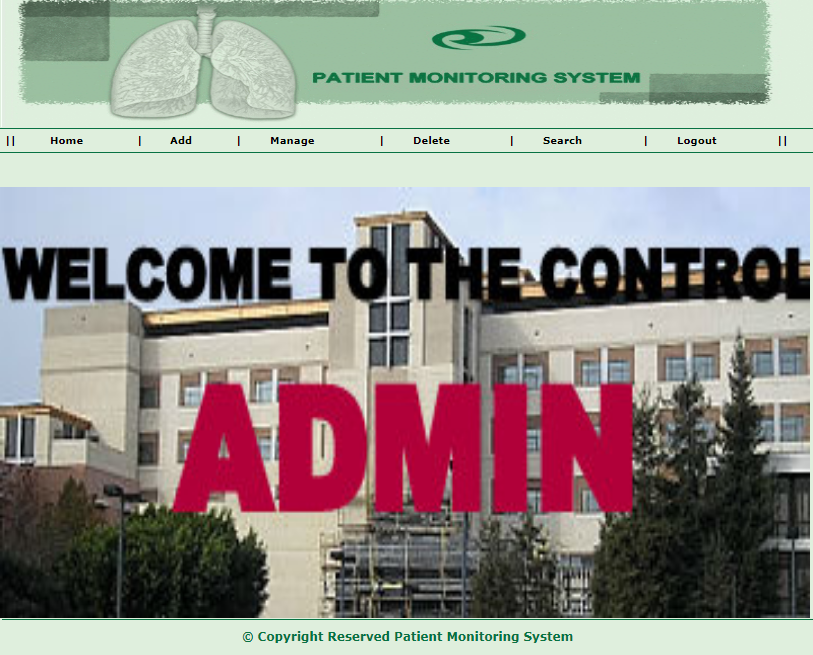 PATIENT MONITORING SYSTEM
|| Home | Add | Manage | Delete | Search | Logout ||
WELCOME TO THE CONTROL
ADMIN
© Copyright Reserved Patient Monitoring System